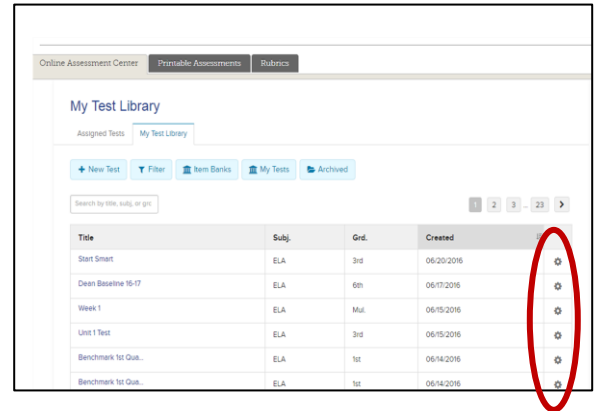 Online Assessment Center Printable Assessments Rubrics
My Test Library
Assigned Tests My Test Library
New Test Filter Item Banks My Tests Archived
Search by title, subj, or grc
1 2 3 .. 23
Title Subj. Grd. Created
Start Smart ELA 3rd 06/20/2016
Dean Baseline 16-17 ELA 6th 06/17/2016
Week 1 ELA Mul. 06/15/2016
Unit 1 Test ELA 3rd 06/15/2016
Benchmark 1st Qua... ELA 1st 06/14/2016
Benchmark 1st Qua... ELA 1st 06/14/2016